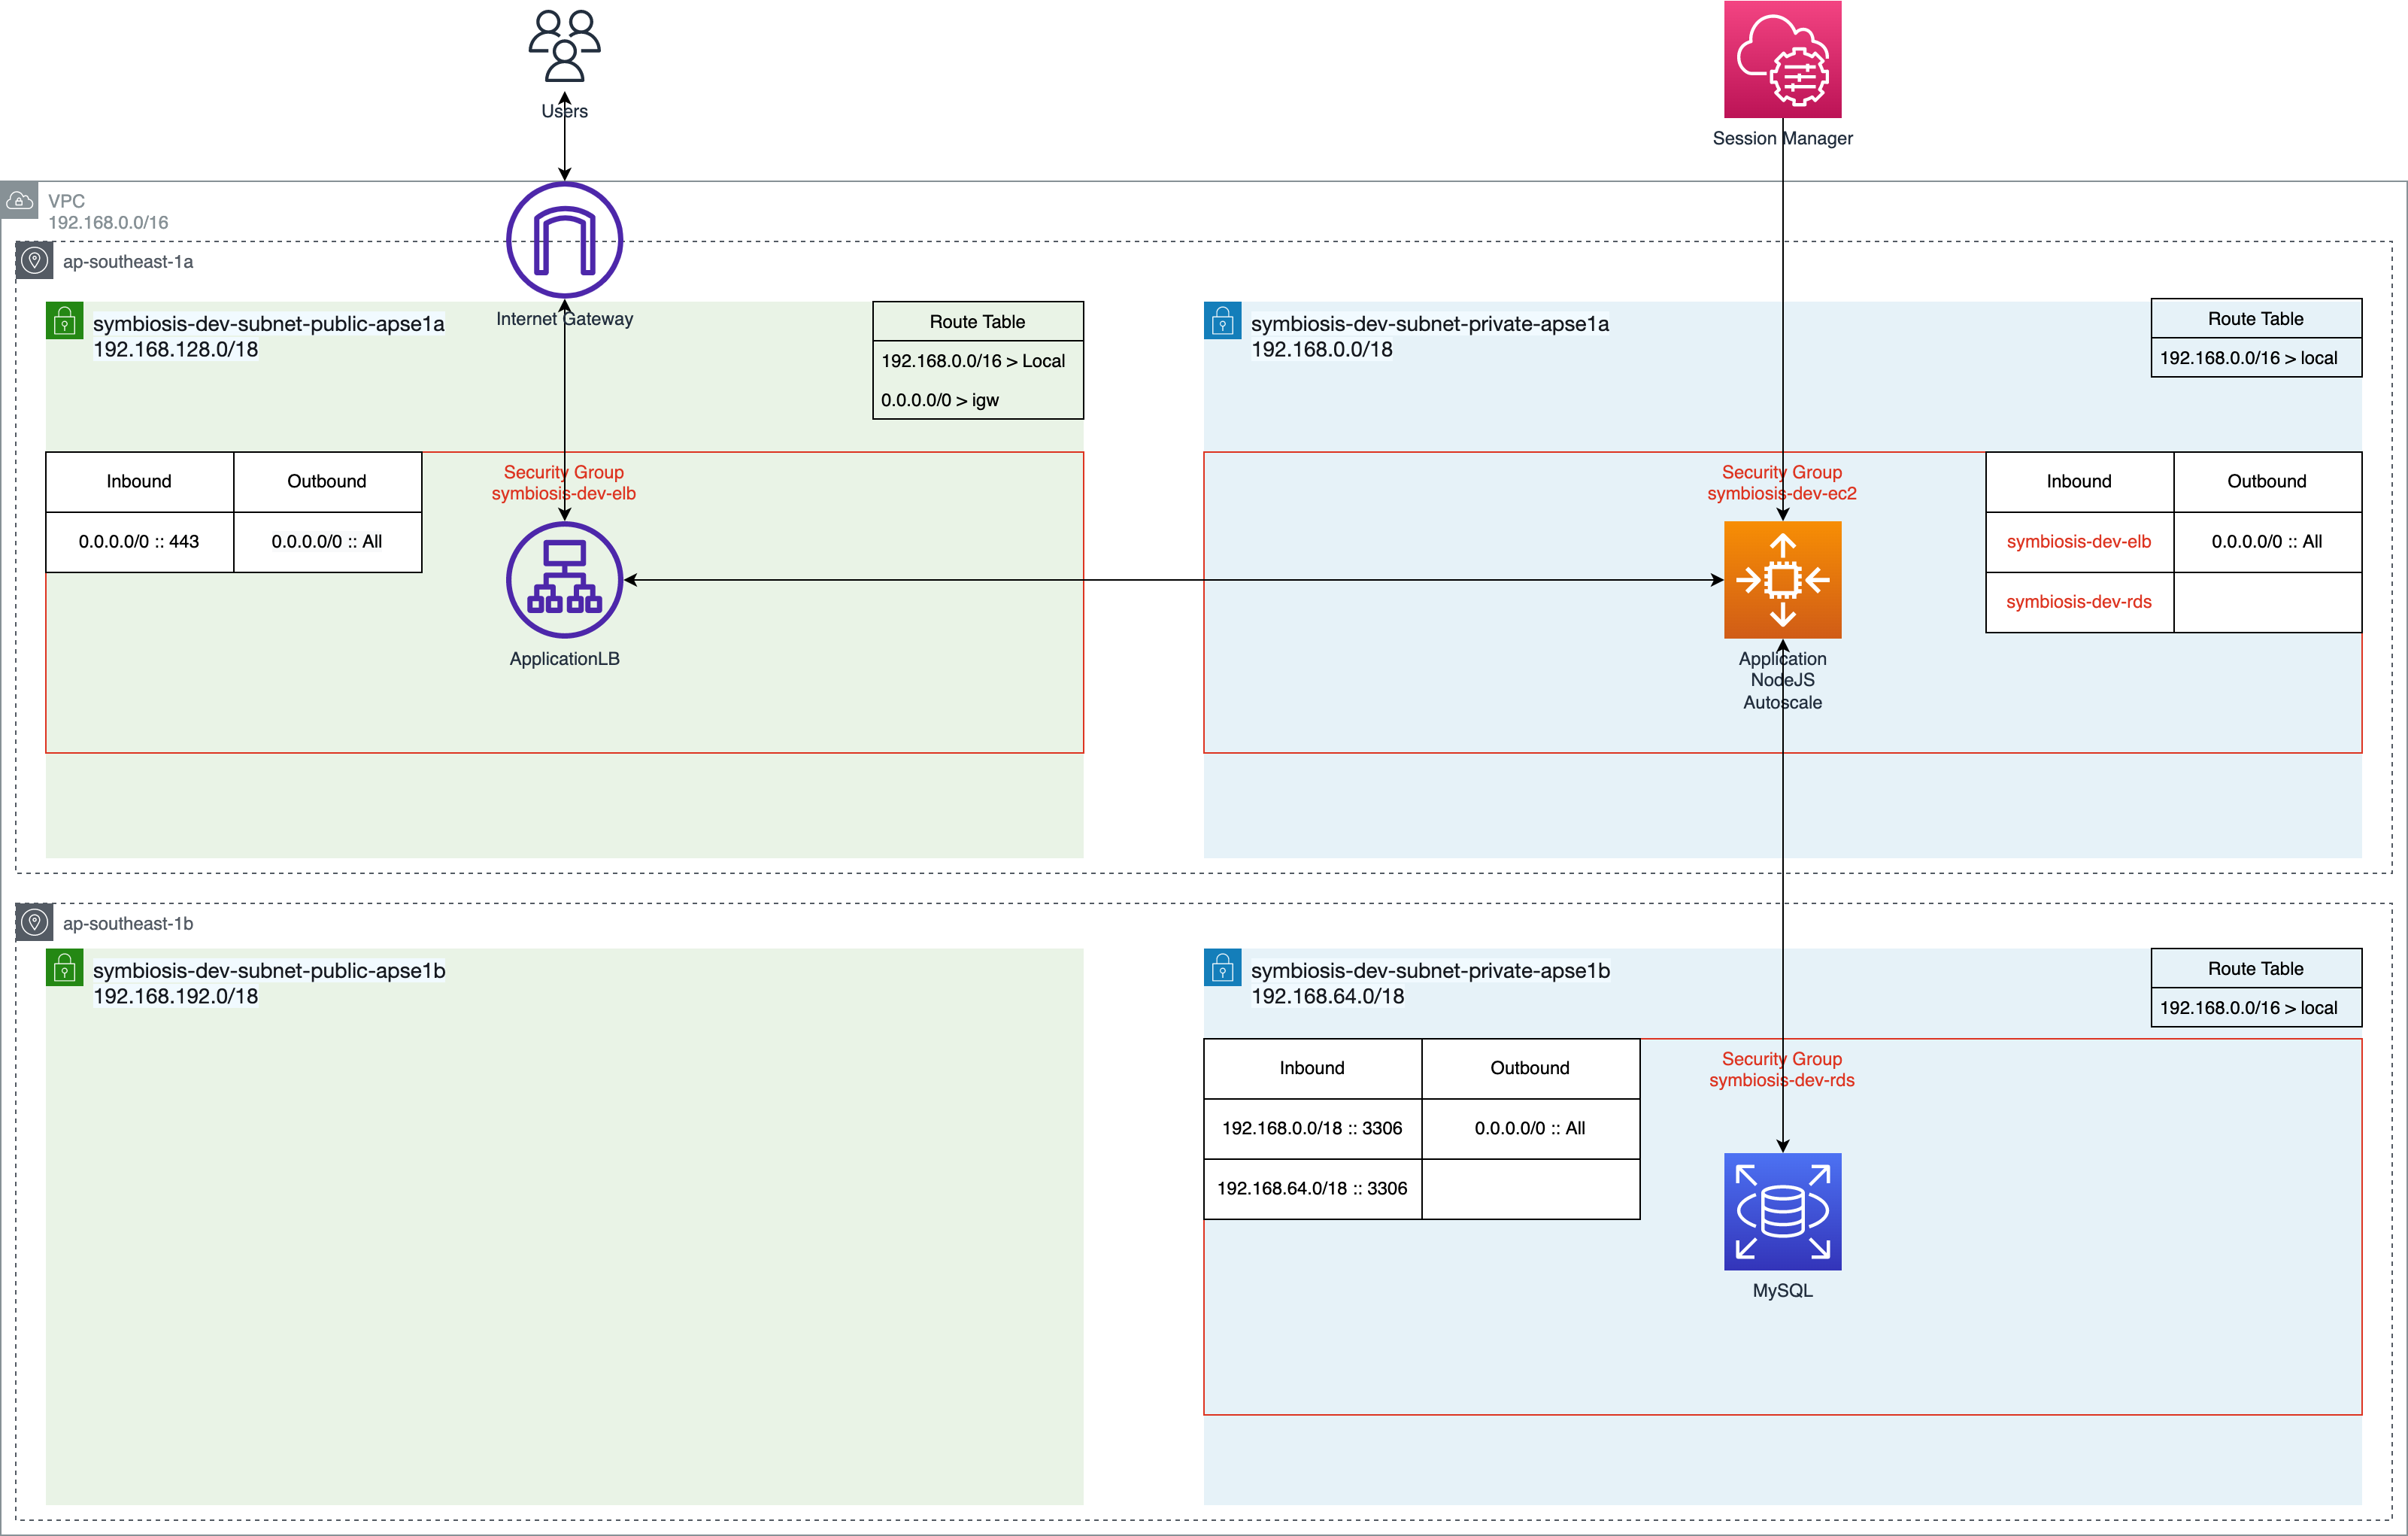 Users
Session Manager
VPC
192.168.0.0/16
ap-southeast-1a
Internet Gateway
symbiosis-dev-subnet-public-apse1a
192.168.128.0/18
Route Table
192.168.0.0/16 > Local
0.0.0.0/0 > igw
symbiosis-dev-subnet-private-apse1a
192.168.0.0/18
Route Table
192.168.0.0/16 > local
Inbound
Outbound
0.0.0.0/0 :: 443
0.0.0.0/0 :: All
Security Group
symbiosis-dev-elb
ApplicationLB
Security Group
symbiosis-dev-ec2
Application
NodeJS
Autoscale
Inbound
Outbound
symbiosis-dev-elb
0.0.0.0/0 :: All
symbiosis-dev-rds
ap-southeast-1b
symbiosis-dev-subnet-public-apse1b
192.168.192.0/18
symbiosis-dev-subnet-private-apse1b
192.168.64.0/18
Route Table
192.168.0.0/16 > local
Inbound
Outbound
192.168.0.0/18 :: 3306
0.0.0.0/0 :: All
192.168.64.0/18 :: 3306
Security Group
symbiosis-dev-rds
MySQL